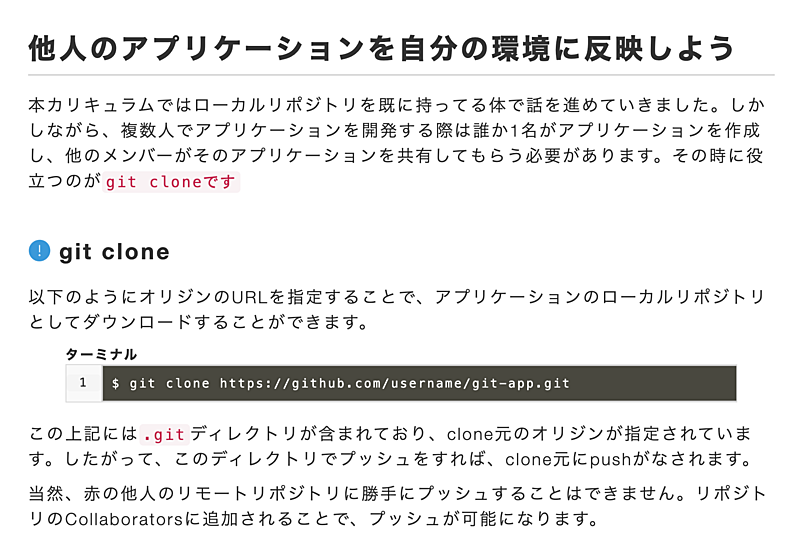 他人のアプリケーションを自分の環境に反映しよう
本カリキュラムではローカルリポジトリを既に持ってる体で話を進めていきました。しか
しながら、複数人でアプリケーションを開発する際は誰か1名がアプリケーションを作成
し、他のメンバーがそのアプリケーションを共有してもらう必要があります。その時に役
立つのがgit cloneです
! git clone
以下のようにオリジンのURLを指定することで、アプリケーションのローカルリポジトリ
としてダウンロードすることができます。
ターミナル
1 $ git clone https://github.com/username/git-app.git
この上記には.gitディレクトリが含まれており、clone元のオリジンが指定されていま
す。したがって、このディレクトリでプッシュをすれば、clone元にpushがなされます。
当然、赤の他人のリモートリポジトリに勝手にプッシュすることはできません。リポジト
リのCollaboratorsに追加されることで、プッシュが可能になります。